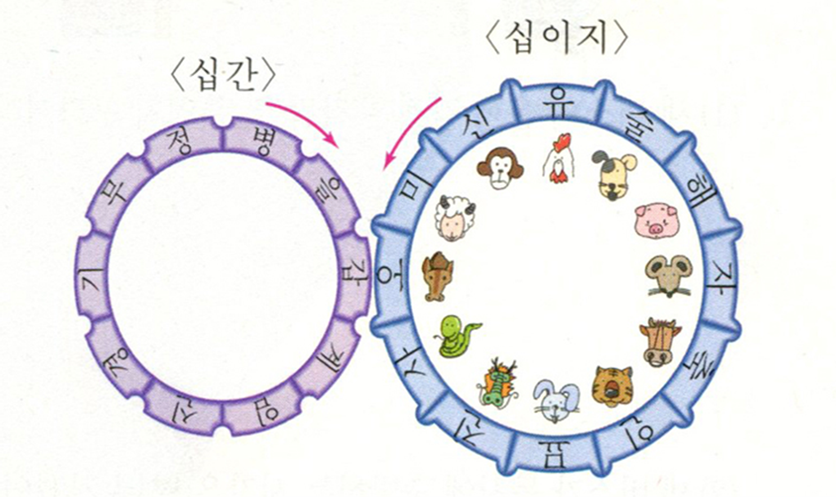 〈십간〉
갑
을
병
정
무
기
경
신
임
계
〈십이지〉
자
축
인
묘
진
사
오
미
신
유
술
해